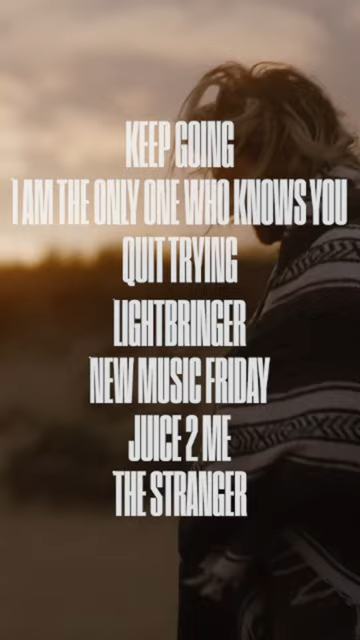 KEEP GOING
I AM THE ONLY ONE WHO KNOWS YOU
QUIT TRYING
LIGHTBRINGER
NEW MUSIC FRIDAY
JUICE 2 ME
THE STRANGER